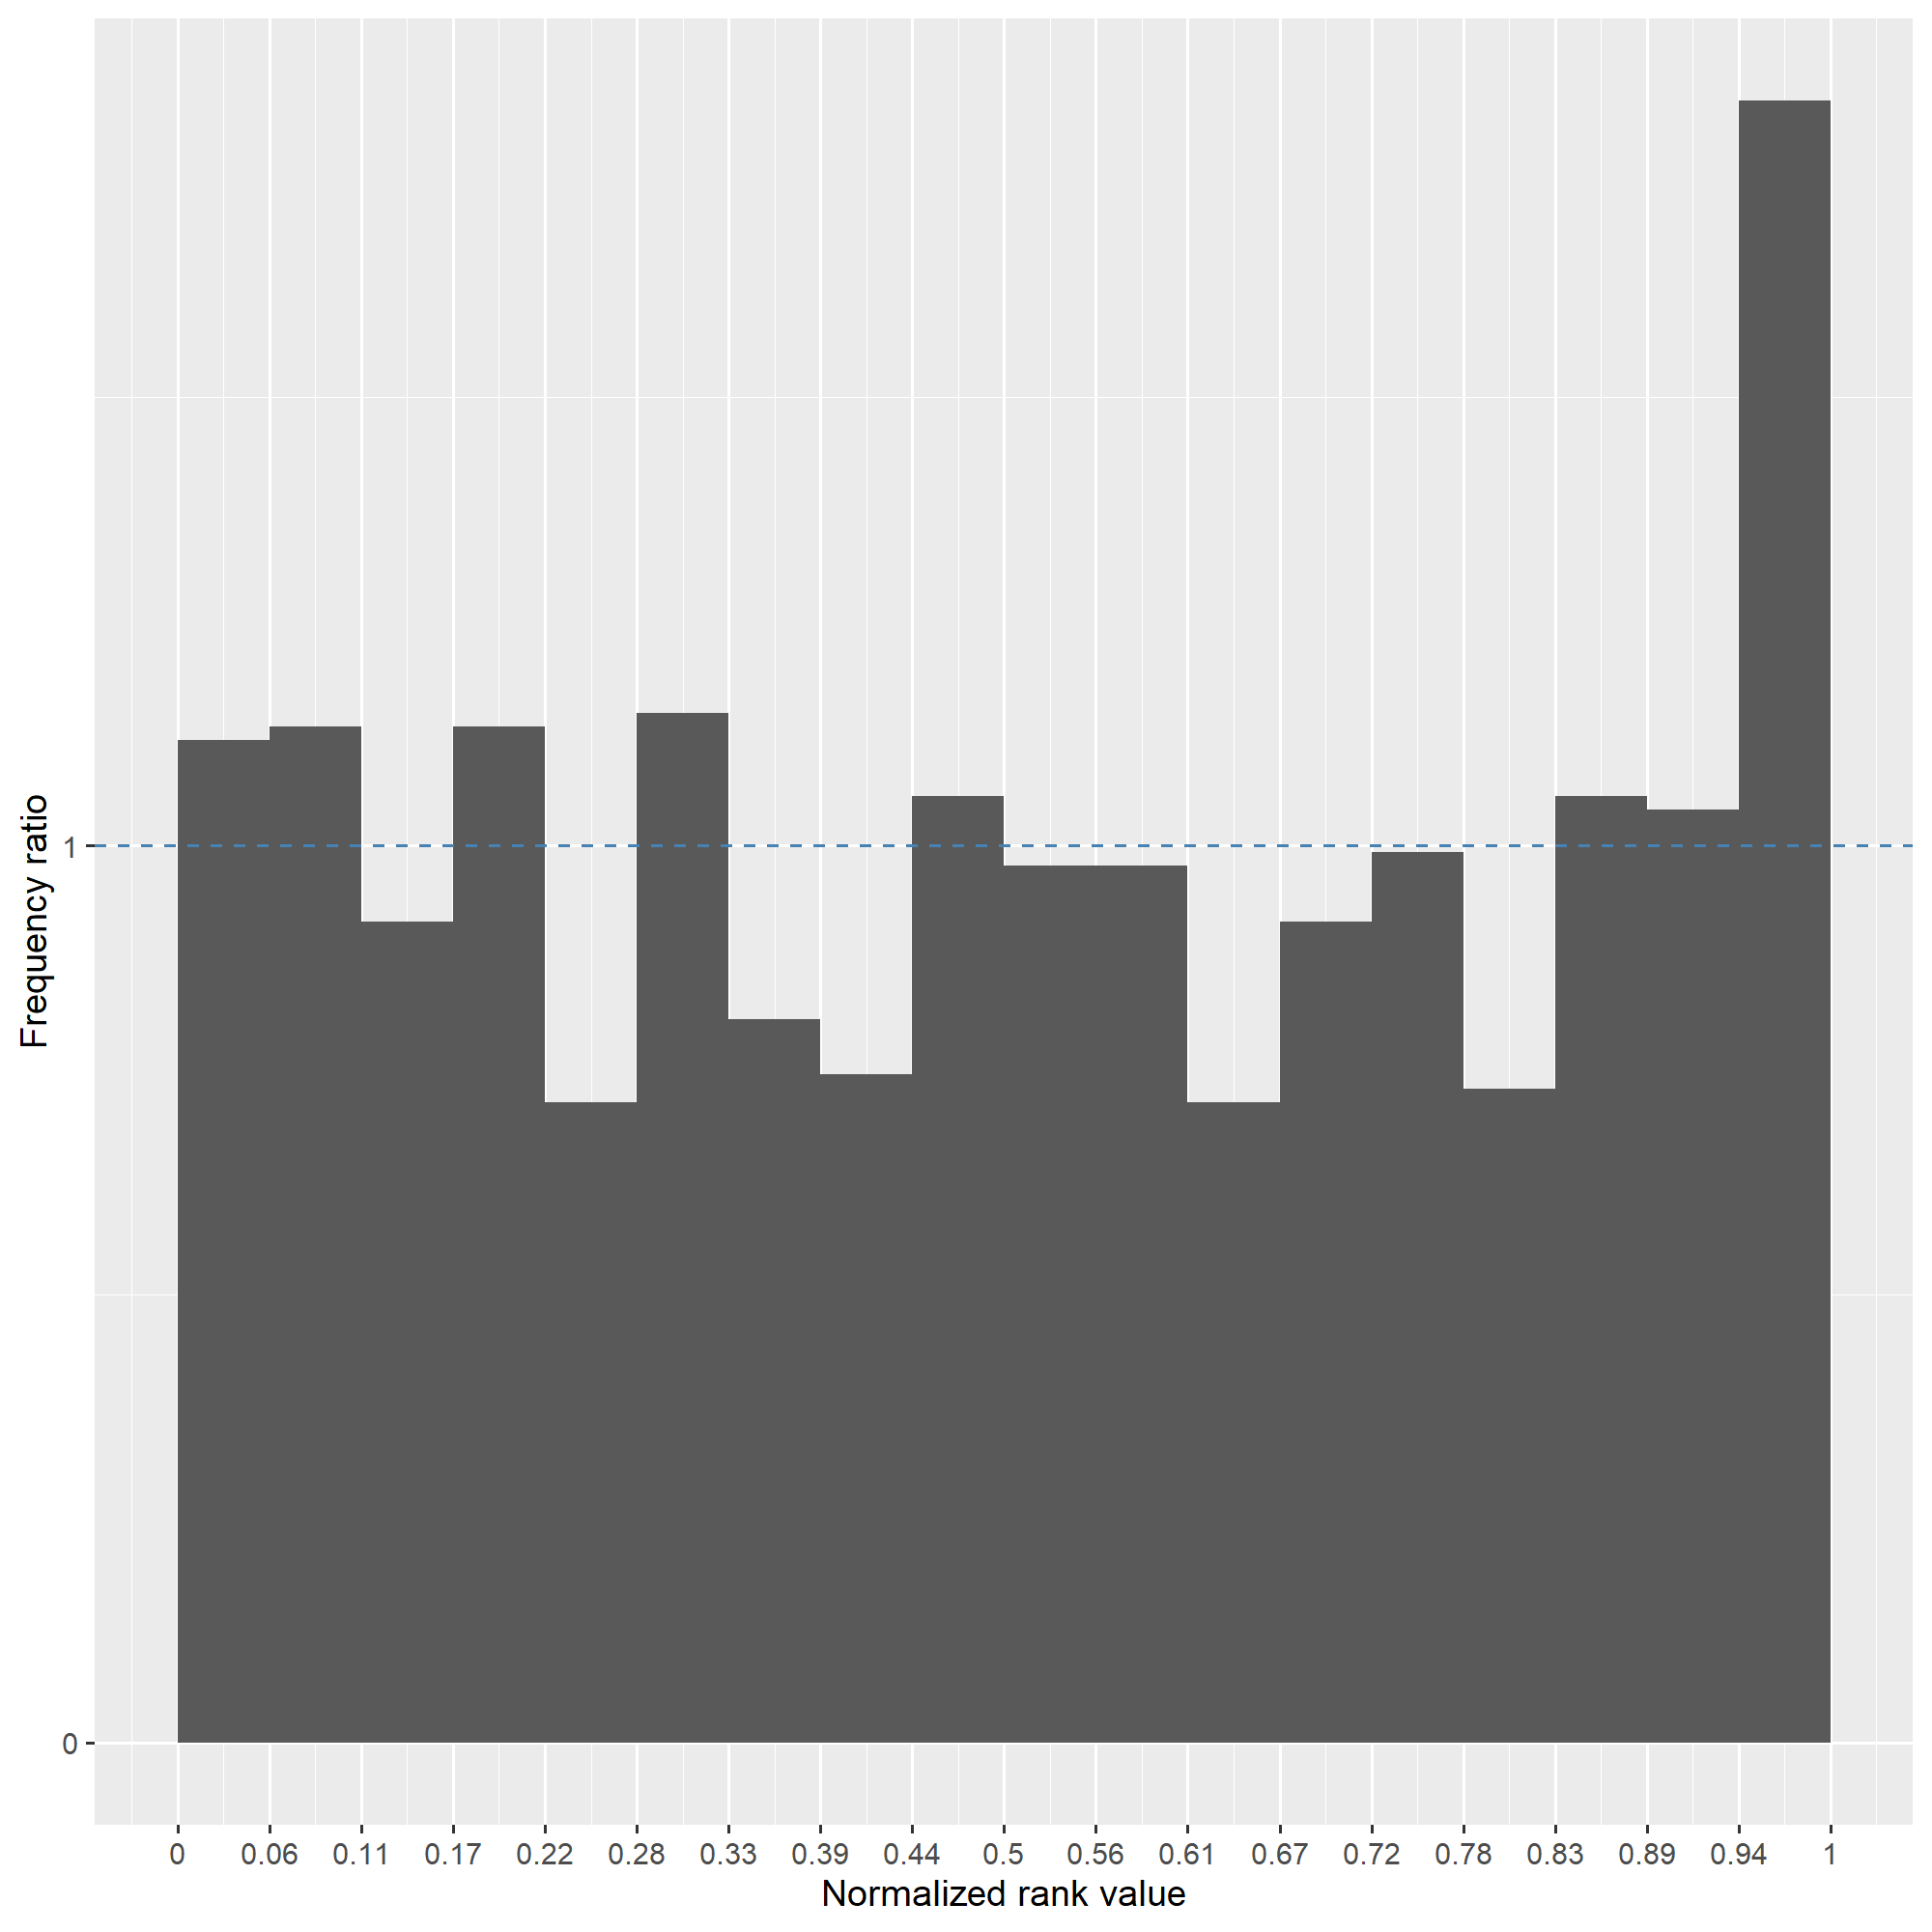 Frequency ratio
1
0
0 0.06 0.11 0.17 0.22 0.28 0.33 0.39 0.44 0.5 0.56 0.61 0.67 0.72 0.78 0.83 0.89 0.94 1
Normalized rank value